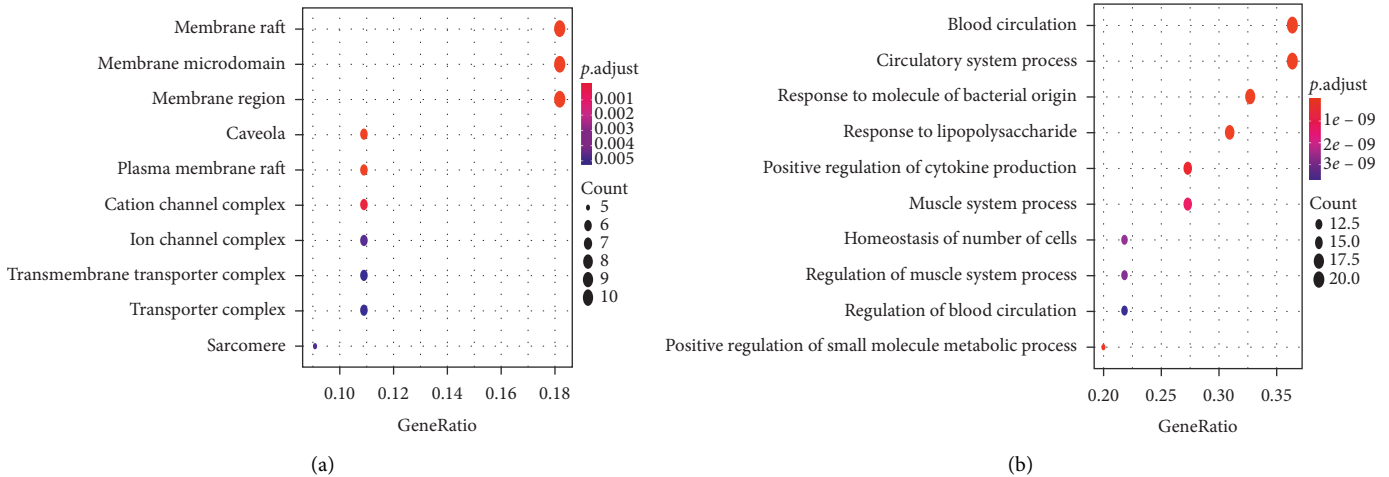 Membrane raft
Membrane microdomain
Membrane region
Caveola
Plasma membrane raft
Cation channel complex
Ion channel complex
Transmembrane transporter complex
Transporter complex
Sarcomere
0.10 0.12 0.14 0.16 0.18
GeneRatio
p.adjust
0.001
0.002
0.003
0.004
0.005
Count
5
6
7
8
9
10
(a)
Blood circulation
Circulatory system process
Response to molecule of bacterial origin
Response to lipopolysaccharide
Positive regulation of cytokine production
Muscle system process
Homeostasis of number of cells
Regulation of muscle system process
Regulation of blood circulation
Positive regulation of small molecule metabolic process
0.20 0.25 0.30 0.35
GeneRatio
p.adjust
1e − 09
2e − 09
3e − 09
Count
12.5
15.0
17.5
20.0
(b)